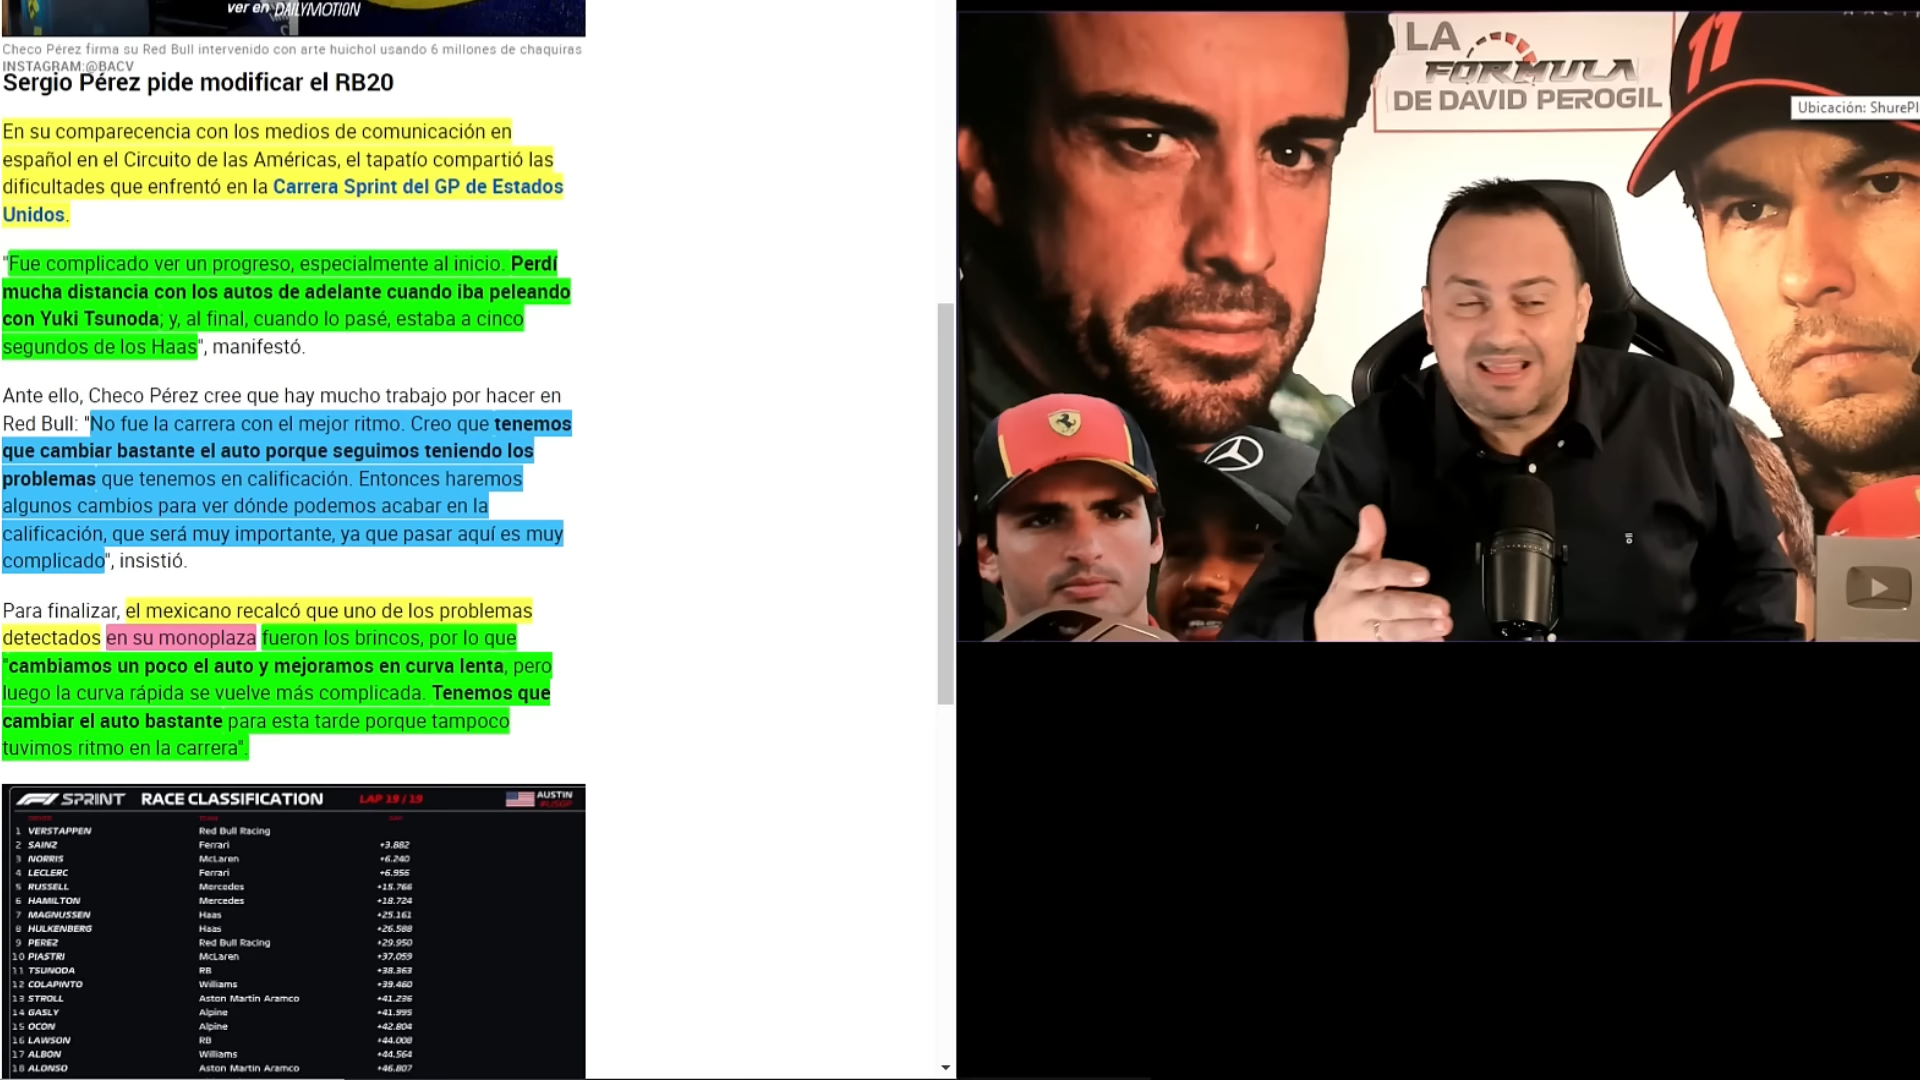 ver en DAILYMOTION
Checo Pérez firma su Red Bull intervenido con arte huichol usando 6 millones de chaquiras
INSTAGRAM:@BACV
Sergio Pérez pide modificar el RB20
En su comparecencia con los medios de comunicación en
español en el Circuito de las Américas, el tapatío compartió las
dificultades que enfrentó en la Carrera Sprint del GP de Estados
Unidos.
"Fue complicado ver un progreso, especialmente al inicio. Perdí
mucha distancia con los autos de adelante cuando iba peleando
con Yuki Tsunoda; y, al final, cuando lo pasé, estaba a cinco
segundos de los Haas", manifestó.
Ante ello, Checo Pérez cree que hay mucho trabajo por hacer en
Red Bull: "No fue la carrera con el mejor ritmo. Creo que tenemos
que cambiar bastante el auto porque seguimos teniendo los
problemas que tenemos en calificación. Entonces haremos
algunos cambios para ver dónde podemos acabar en la
calificación, que será muy importante, ya que pasar aquí es muy
complicado", insistió.
Para finalizar, el mexicano recalcó que uno de los problemas
detectados en su monoplaza fueron los brincos, por lo que
"cambiamos un poco el auto y mejoramos en curva lenta, pero
luego la curva rápida se vuelve más complicada. Tenemos que
cambiar el auto bastante para esta tarde porque tampoco
tuvimos ritmo en la carrera".
F1 SPRINT RACE CLASSIFICATION LAP 19 / 19 AUSTIN
#USGP
DRIVER TEAM GAP
1 VERSTAPPEN Red Bull Racing
2 SAINZ Ferrari +3.882
3 NORRIS McLaren +6.240
4 LECLERC Ferrari +6.956
5 RUSSELL Mercedes +15.766
6 HAMILTON Mercedes +18.724
7 MAGNUSSEN Haas +25.161
8 HULKENBERG Haas +26.588
9 PEREZ Red Bull Racing +29.950
10 PIASTRI McLaren +37.059
11 TSUNODA RB +38.363
12 COLAPINTO Williams +39.460
13 STROLL Aston Martin Aramco +41.236
14 GASLY Alpine +41.995
15 OCON Alpine +42.804
16 LAWSON RB +44.008
17 ALBON Williams +44.564
18 ALONSO Aston Martin Aramco +46.807
LA
FÓRMULA
DE DAVID PEROGIL
11
Ubicación: ShurePl